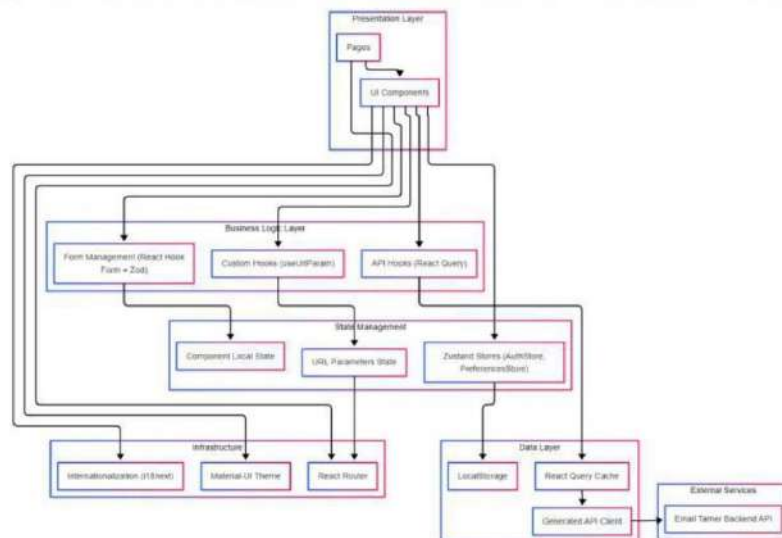 Presentation Layer
Pages
UI Components
Business Logic Layer
Form Management (React Hook
Form + Zod)
Custom Hooks (useUrlParam)
API Hooks (React Query)
State Management
Component Local State
URL Parameters State
Zustand Stores (AuthStore,
PreferencesStore)
Infrastructure
Internationalization (i18next)
Material-UI Theme
React Router
Data Layer
LocalStorage
React Query Cache
Generated API Client
External Services
Email Tamer Backend API